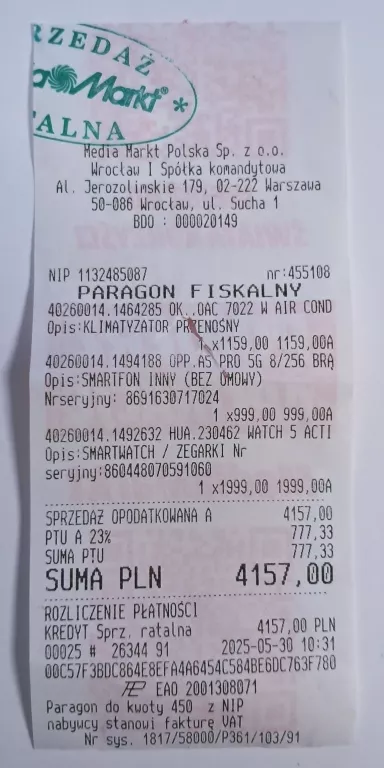 RZEDAŻ
a Markt® *
TALNA
Media Markt Polska Sp. z o.o.
Wrocław I Spółka komandytowa
Al. Jerozolimskie 179, 02-222 Warszawa
50-086 Wrocław, ul. Sucha 1
BDO : 000020149
NIP 1132485087 nr:455108
PARAGON FISKALNY
40260014.1464285 OK..OAC 7022 W AIR COND
Opis:KLIMATYZATOR PRZENOŚNY
1 x1159,00 1159,00A
40260014.1494188 OPP.A5 PRO 5G 8/256 BRĄ
Opis:SMARTFON INNY (BEZ UMOWY)
Nrseryjny: 8691630717024
1 x999,00 999,00A
40260014.1492632 HUA.230462 WATCH 5 ACTI
Opis:SMARTWATCH / ZEGARKI Nr
seryjny:860448070591060
1 x1999,00 1999,00A
SPRZEDAŻ OPODATKOWANA A 4157,00
PTU A 23% 777,33
SUMA PTU 777,33
SUMA PLN 4157,00
ROZLICZENIE PŁATNOŚCI
KREDYT Sprz. ratalna 4157,00 PLN
00025 # 26344 91 2025-05-30 10:31
00C57F3BDC864E8EFA4A6454C584BE6DC763F780
EAO 2001308071
Paragon do kwoty 450 z NIP
nabywcy stanowi fakturę VAT
Nr sys. 1817/58000/P361/103/91